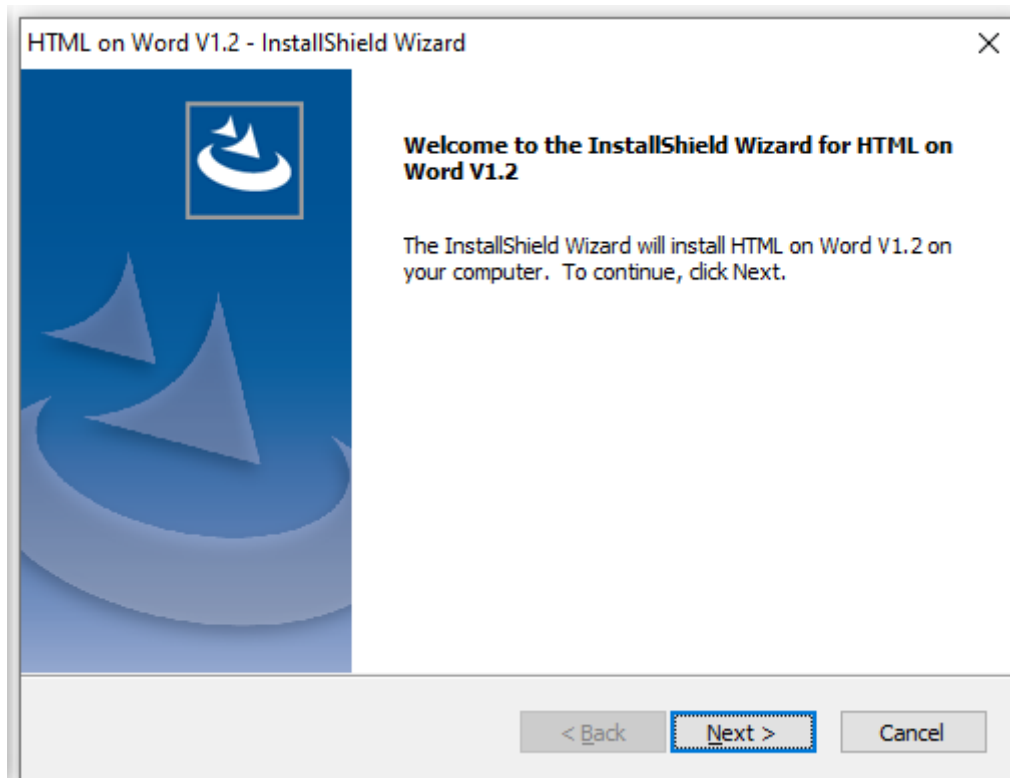 HTML on Word V1.2 - InstallShield Wizard
Welcome to the InstallShield Wizard for HTML on
Word V1.2
The InstallShield Wizard will install HTML on Word V1.2 on
your computer.  To continue, click Next.
< Back
Next >
Cancel